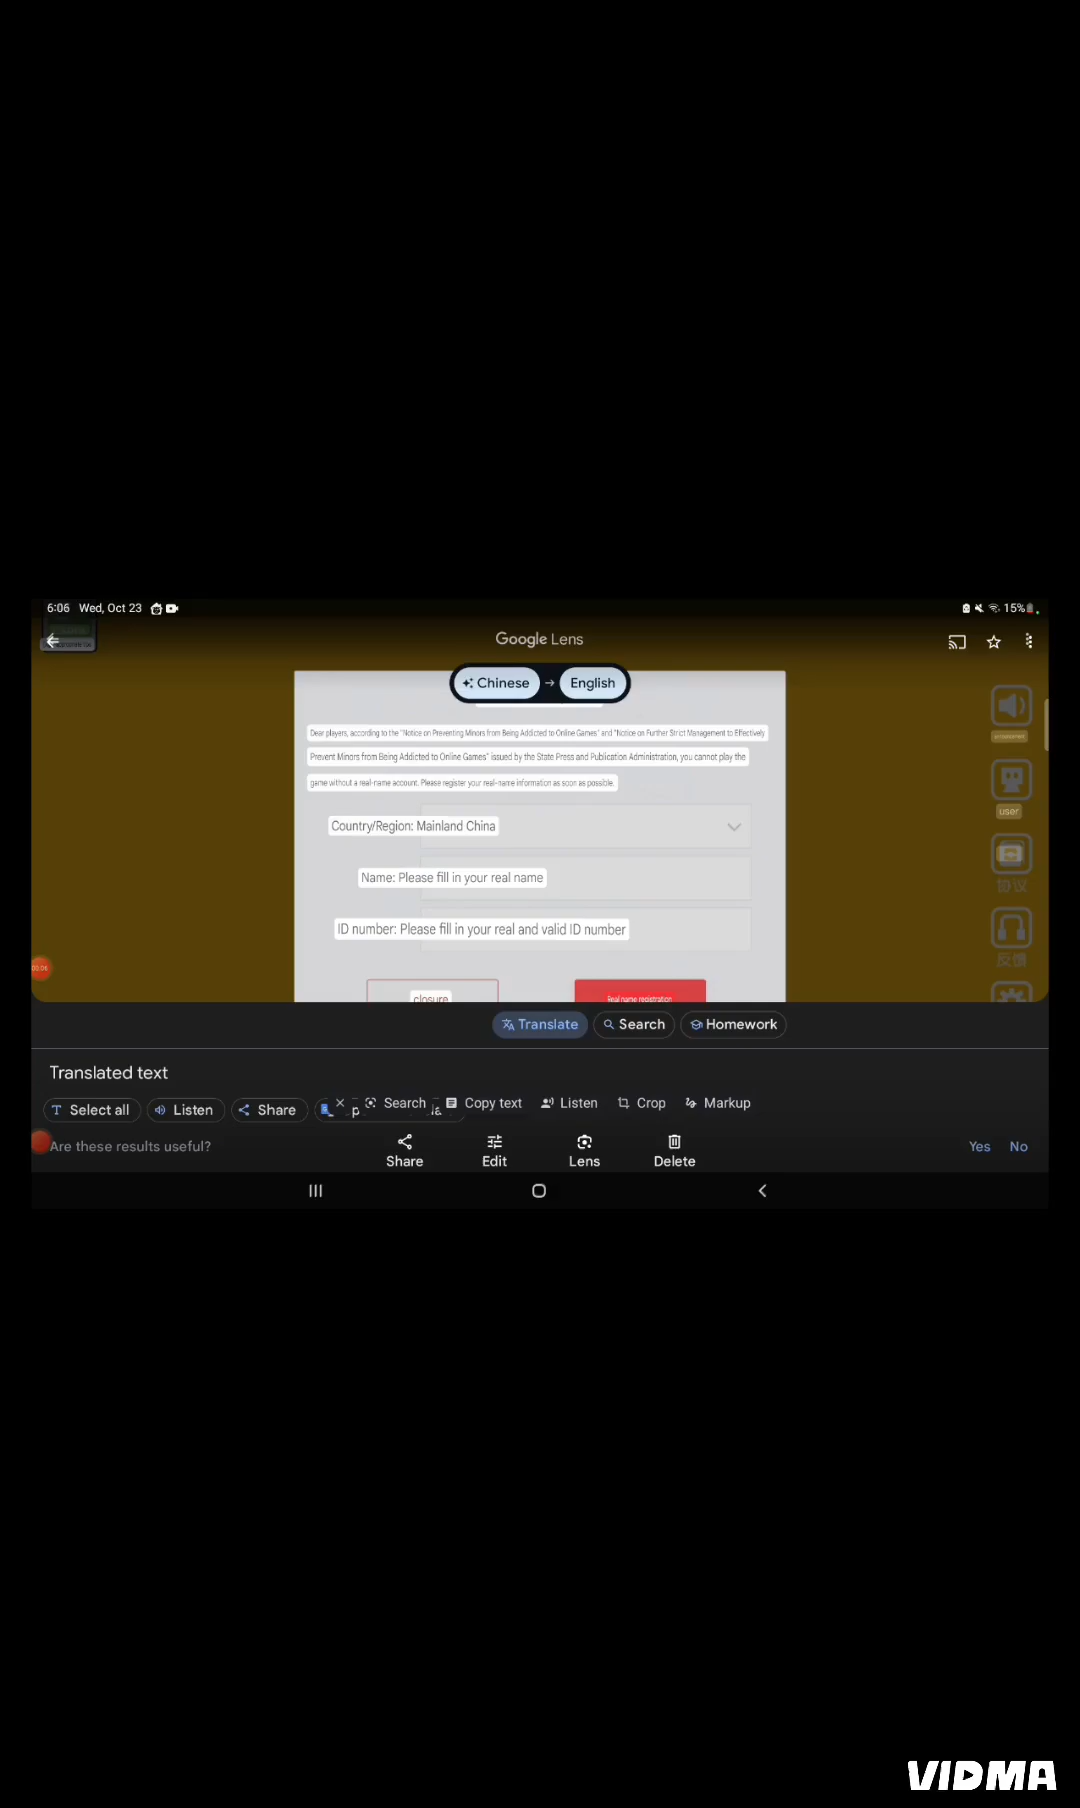 6:06 Wed, Oct 23
15%
Google Lens
Chinese → English
Dear players, according to the "Notice on Preventing Minors from Being Addicted to Online Games" and "Notice on Further Strict Management to Effectively
Prevent Minors from Being Addicted to Online Games" issued by the State Press and Publication Administration, you cannot play the
game without a real-name account. Please register your real-name information as soon as possible.
Country/Region: Mainland China
Name: Please fill in your real name
ID number: Please fill in your real and valid ID number
closure
Real name registration
user
协议
反馈
Translate
Search
Homework
Translated text
Select all
Listen
Share
Search
Copy text
Listen
Crop
Markup
Are these results useful?
Share
Edit
Lens
Delete
Yes
No
VIDMA